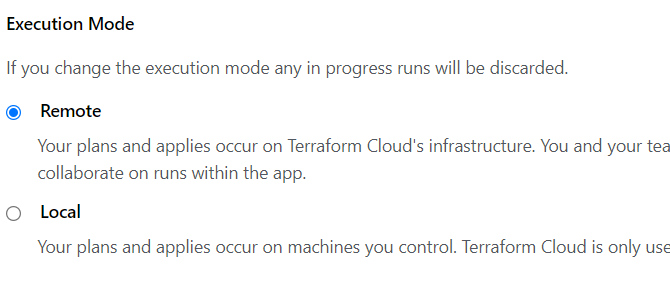 Execution Mode
If you change the execution mode any in progress runs will be discarded.
Remote
Your plans and applies occur on Terraform Cloud's infrastructure. You and your tea
collaborate on runs within the app.
Local
Your plans and applies occur on machines you control. Terraform Cloud is only use